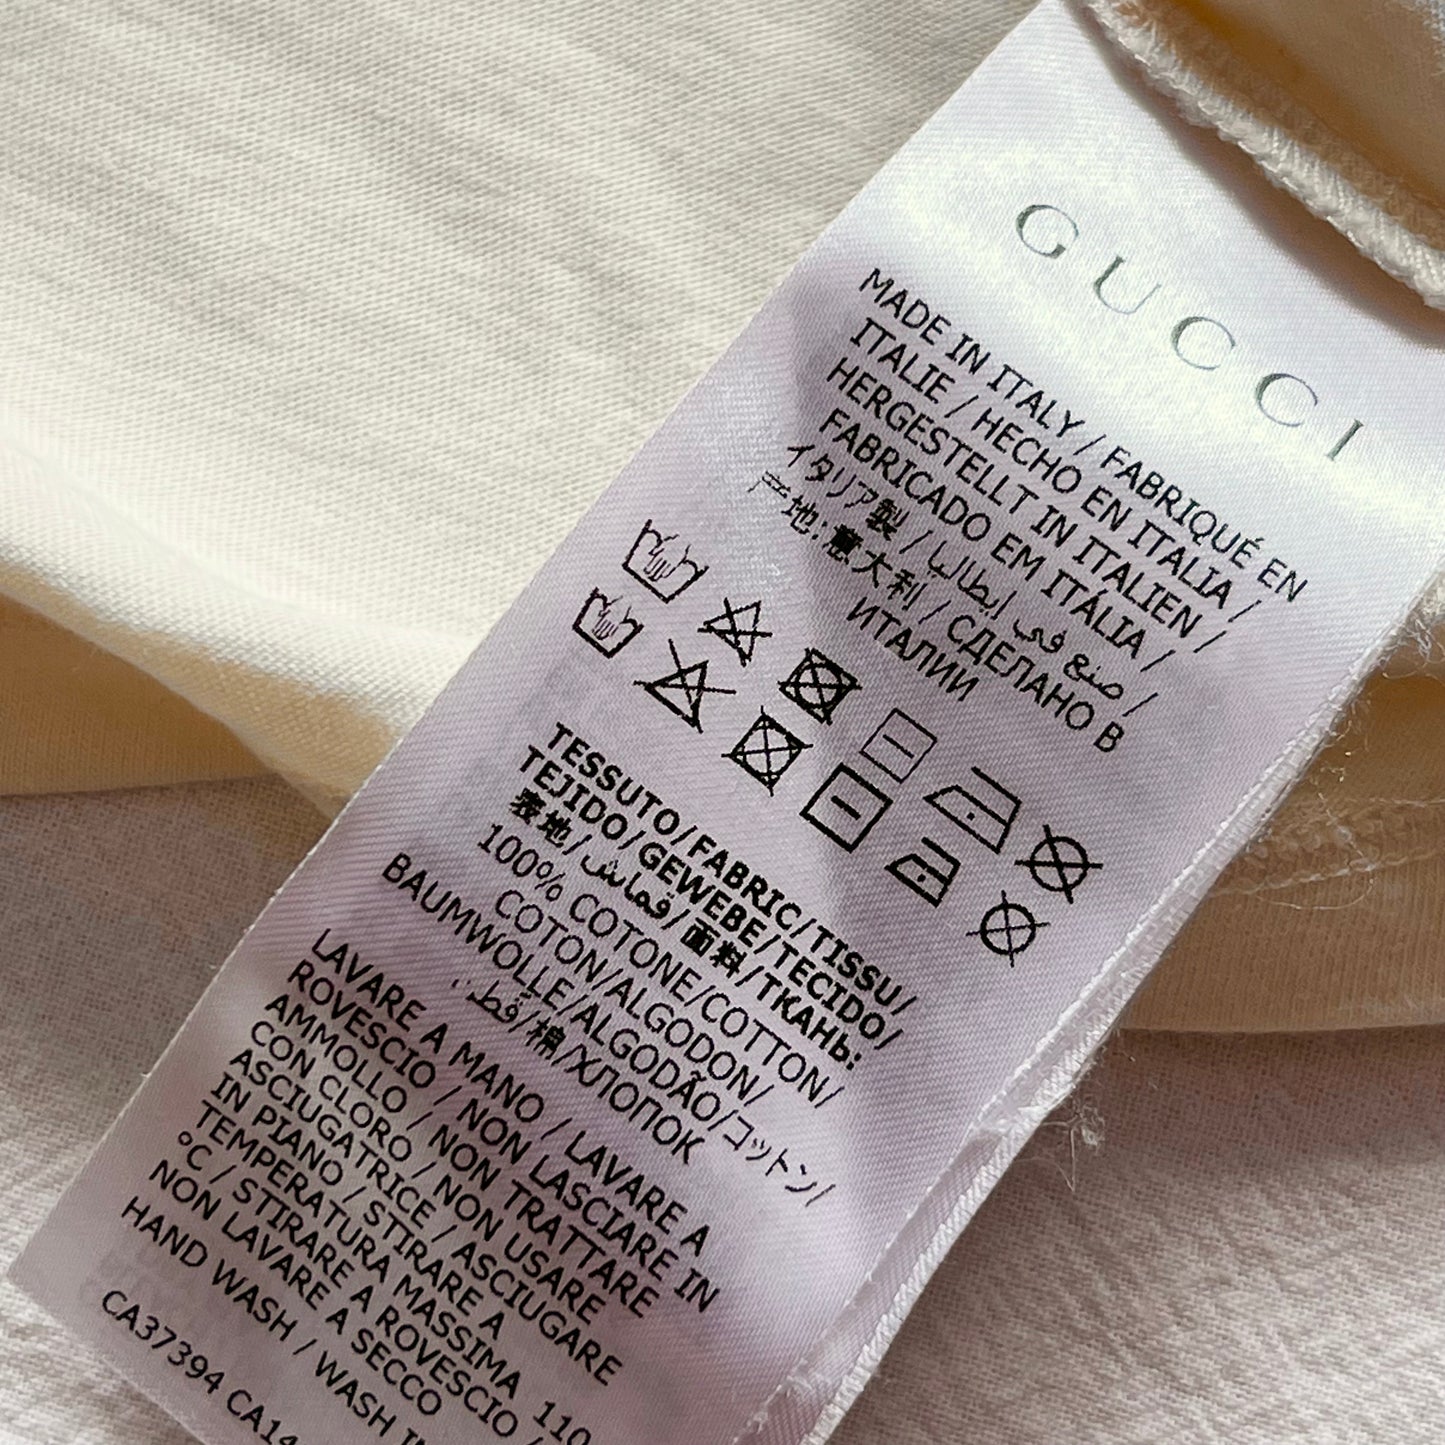 GUCCI
MADE IN ITALY / FABRIQUÉ EN
ITALIE / HECHO EN ITALIA /
HERGESTELLT IN ITALIEN /
FABRICADO EM ITÁLIA /
イタリア製 / صنع في إيطاليا /
产地:意大利 / СДЕЛАНО В
ИТАЛИИ
TESSUTO/FABRIC/TISSU/
TEJIDO/GEWEBE/TECIDO/
表地/قماش/面料/ТКАНЬ:
100% COTONE/COTTON/
COTON/ALGODON/
BAUMWOLLE/ALGODÃO/コットン/
قطن/棉/ХЛОПОК
LAVARE A MANO / LAVARE A
ROVESCIO / NON LASCIARE IN
AMMOLLO / NON TRATTARE
CON CLORO / NON USARE
ASCIUGATRICE / ASCIUGARE
IN PIANO / STIRARE A
TEMPERATURA MASSIMA 110
°C / STIRARE A ROVESCIO /
NON LAVARE A SECCO
HAND WASH / WASH
CA37394 CA14